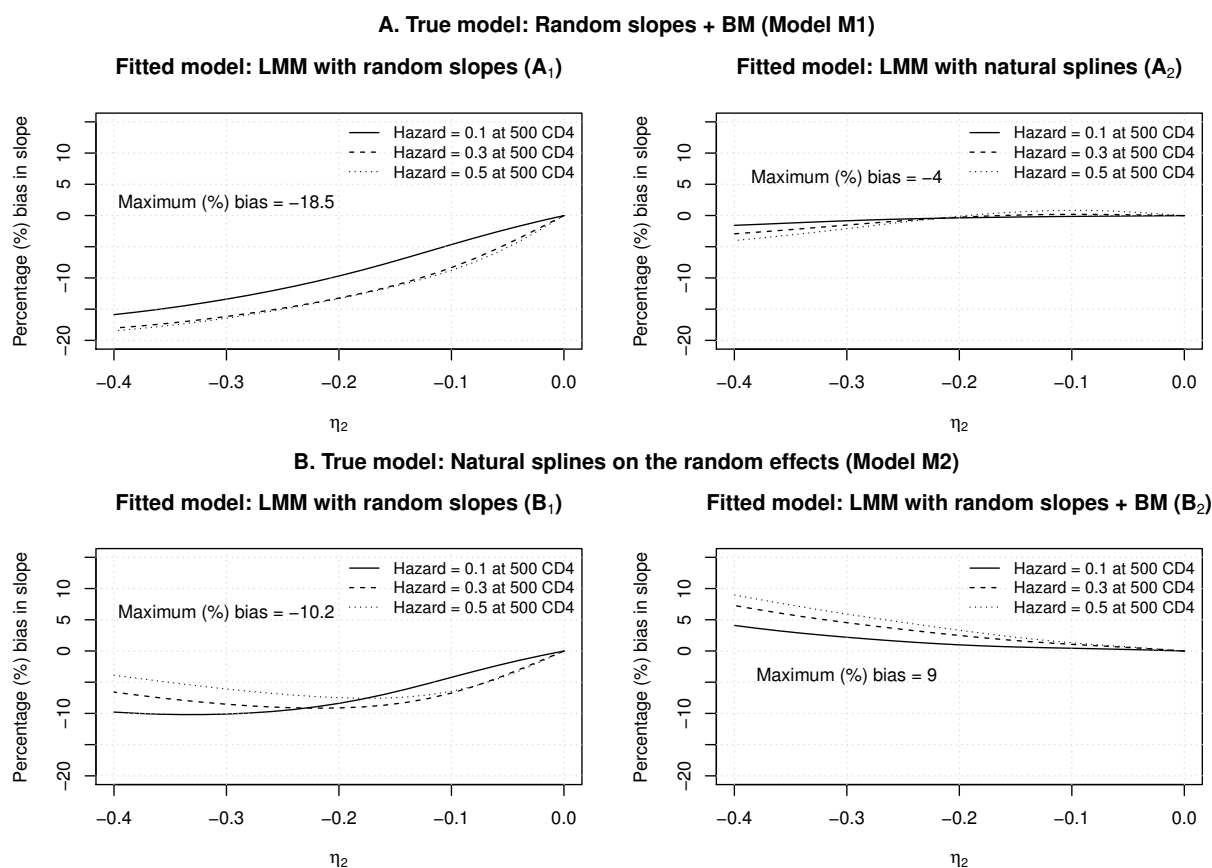 A. True model: Random slopes + BM (Model M1)
Fitted model: LMM with random slopes (A₁)
Percentage (%) bias in slope
10
5
0
−10
−20
Hazard = 0.1 at 500 CD4
Hazard = 0.3 at 500 CD4
Hazard = 0.5 at 500 CD4
Maximum (%) bias = −18.5
−0.4 −0.3 −0.2 −0.1 0.0
η₂
Fitted model: LMM with natural splines (A₂)
Percentage (%) bias in slope
10
5
0
−10
−20
Hazard = 0.1 at 500 CD4
Hazard = 0.3 at 500 CD4
Hazard = 0.5 at 500 CD4
Maximum (%) bias = −4
−0.4 −0.3 −0.2 −0.1 0.0
η₂
B. True model: Natural splines on the random effects (Model M2)
Fitted model: LMM with random slopes (B₁)
Percentage (%) bias in slope
10
5
0
−10
−20
Hazard = 0.1 at 500 CD4
Hazard = 0.3 at 500 CD4
Hazard = 0.5 at 500 CD4
Maximum (%) bias = −10.2
−0.4 −0.3 −0.2 −0.1 0.0
η₂
Fitted model: LMM with random slopes + BM (B₂)
Percentage (%) bias in slope
10
5
0
−10
−20
Hazard = 0.1 at 500 CD4
Hazard = 0.3 at 500 CD4
Hazard = 0.5 at 500 CD4
Maximum (%) bias = 9
−0.4 −0.3 −0.2 −0.1 0.0
η₂